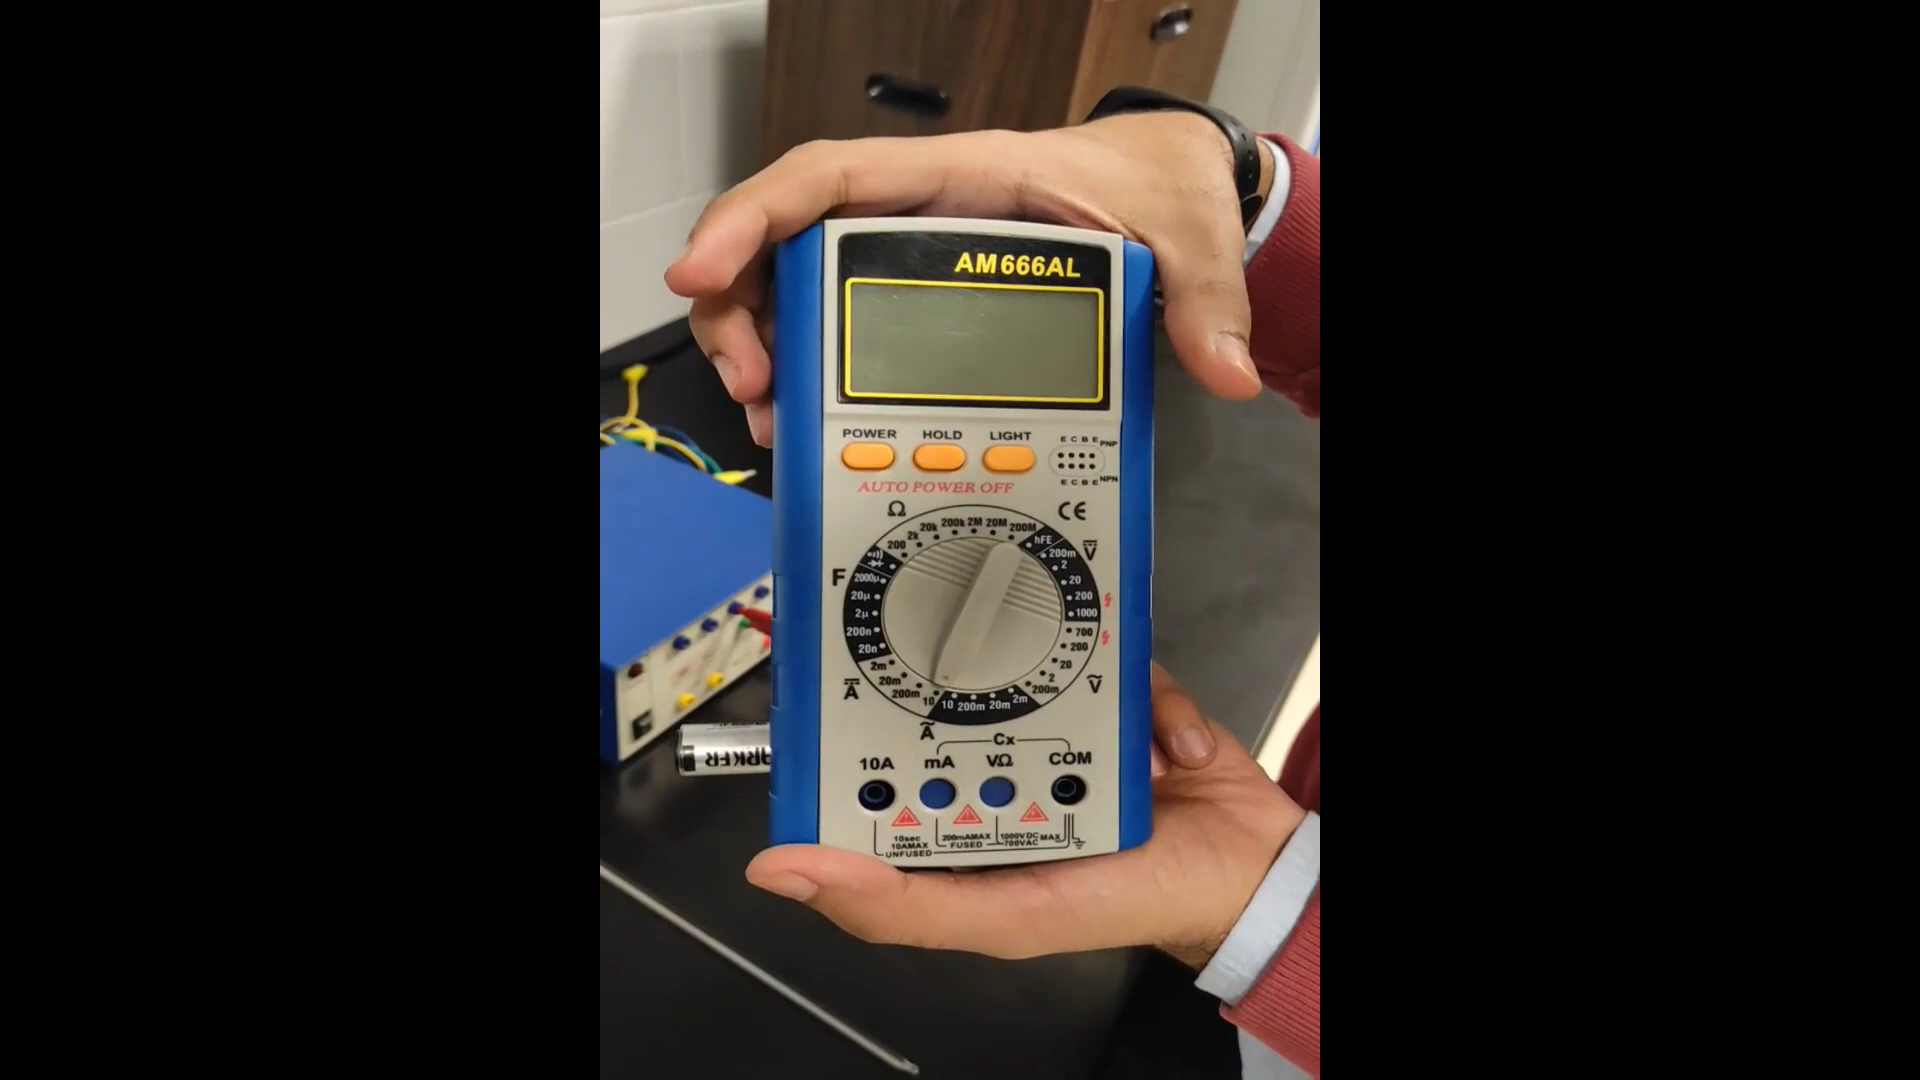 AM666AL
POWER HOLD LIGHT
E C B E PNP
E C B E NPN
AUTO POWER OFF
Ω
CE
200 2k 20k 200k 2M 20M 200M
hFE
V
200m 2 20 200 1000
700 200 20 2 200m
V
F
2000µ 20µ 2µ 200n 20n
A
2m 20m 200m 10
10 200m 20m 2m
A
Cx
10A mA VΩ COM
10sec
10AMAX
UNFUSED
200mAMAX
FUSED
1000VDC
700VAC
MAX
ARKER